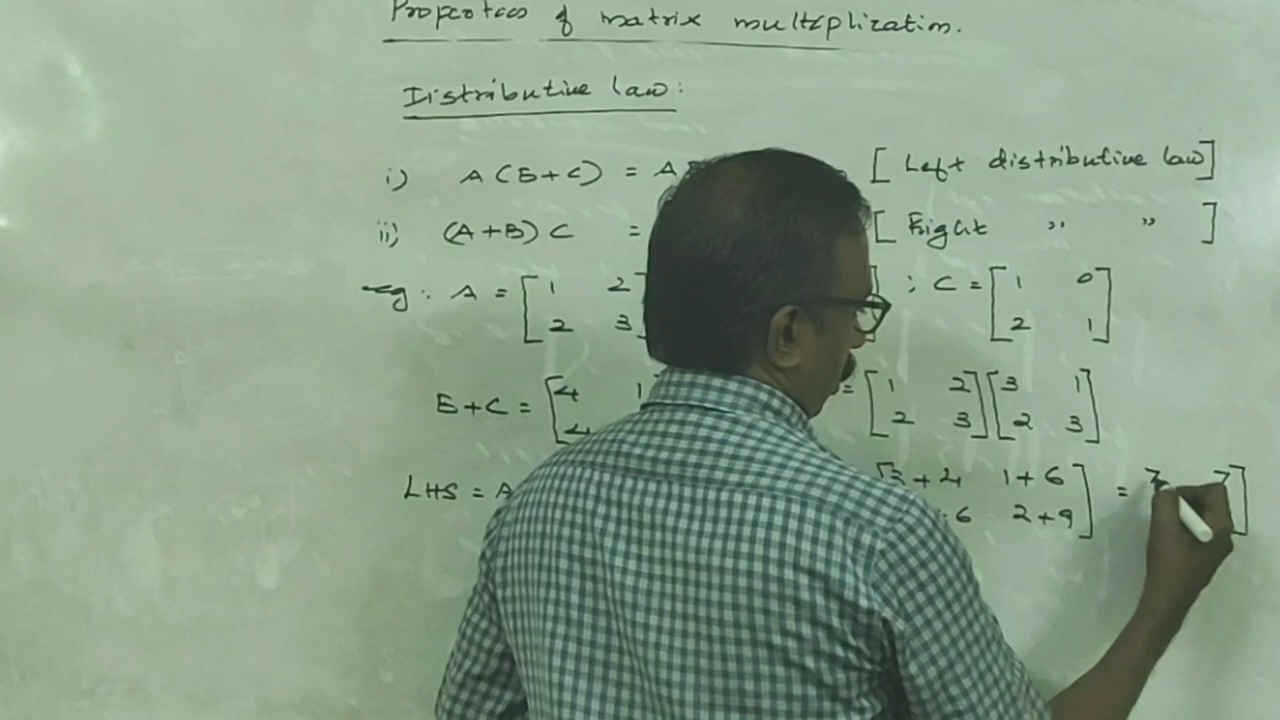 Properties of matrix multiplication.
Distributive law:
i) A (B+C) = A [Left distributive law]
ii) (A+B) C = [Right ,, ,, ]
eg: A = [1 2 ; C = [1 0
2 3 2 1]
B+C = [4 1 = [1 2] [3 1]
4 2 3 2 3
LHS = A [3+4 1+6] = 7 7]
6 2+9